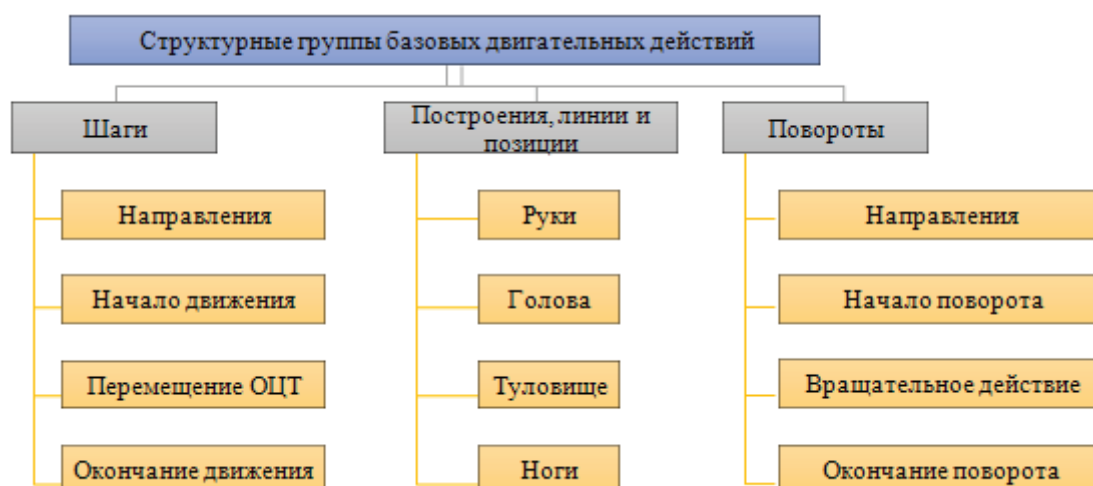 Структурные группы базовых двигательных действий
Шаги
Построения, линии и
позиции
Повороты
Направления
Руки
Направления
Начало движения
Голова
Начало поворота
Перемещение ОЦТ
Туловище
Вращательное действие
Окончание движения
Ноги
Окончание поворота